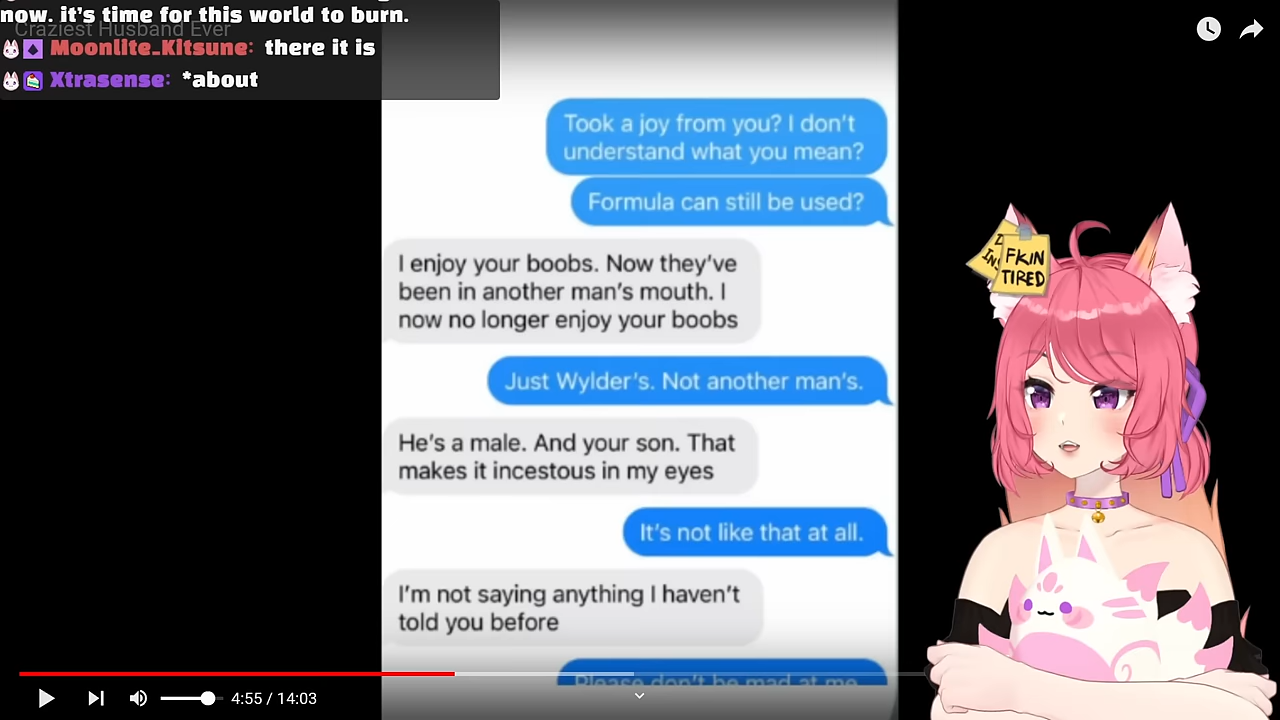 now. it's time for this world to burn.
Craziest Husband Ever
Moonlite_Kitsune: there it is
Xtrasense: *about
Took a joy from you? I don't
understand what you mean?
Formula can still be used?
I enjoy your boobs. Now they've
been in another man's mouth. I
now no longer enjoy your boobs
Just Wylder's. Not another man's.
He's a male. And your son. That
makes it incestous in my eyes
It's not like that at all.
I'm not saying anything I haven't
told you before
Please don't be mad at me
FKIN
TIRED
4:55 / 14:03